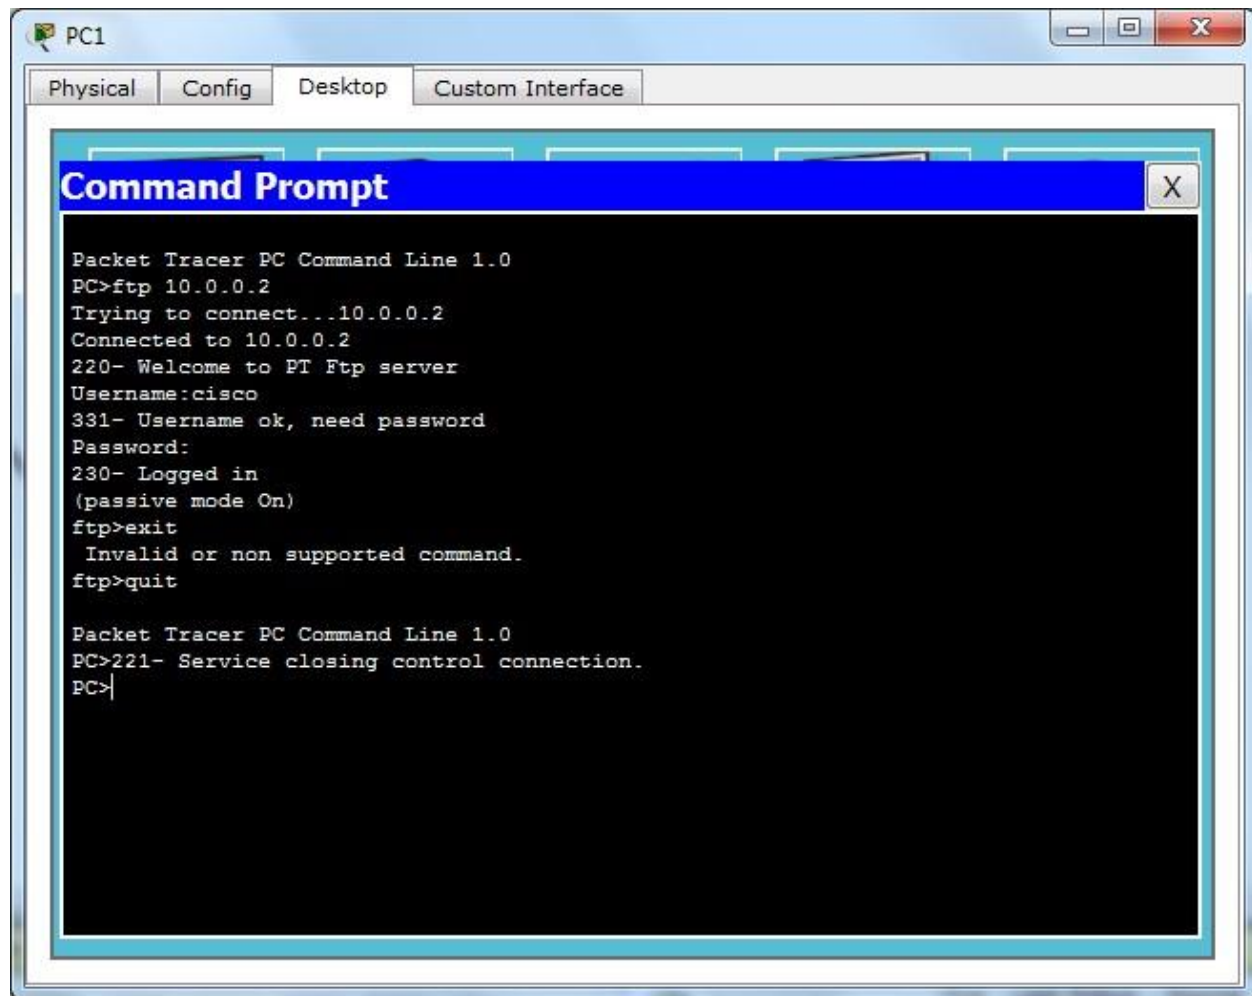 PC1
Physical Config Desktop Custom Interface
Command Prompt
X
Packet Tracer PC Command Line 1.0
PC>ftp 10.0.0.2
Trying to connect...10.0.0.2
Connected to 10.0.0.2
220- Welcome to PT Ftp server
Username:cisco
331- Username ok, need password
Password:
230- Logged in
(passive mode On)
ftp>exit
 Invalid or non supported command.
ftp>quit
Packet Tracer PC Command Line 1.0
PC>221- Service closing control connection.
PC>